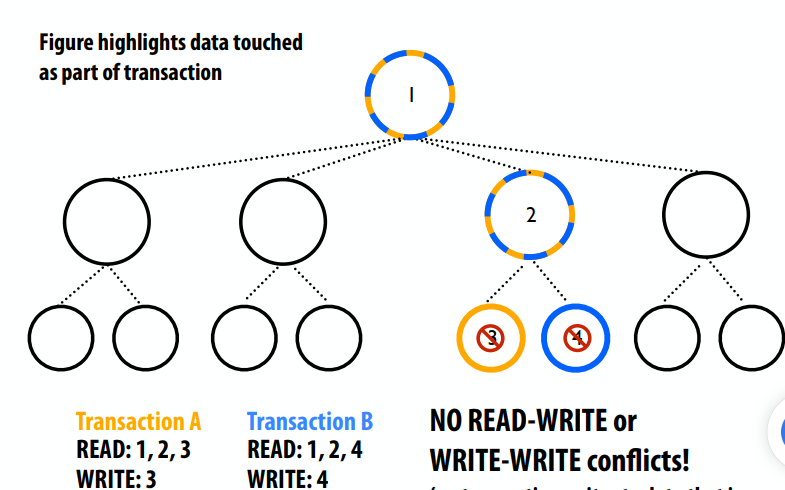 Figure highlights data touched
as part of transaction
1
2
3
4
Transaction A
READ: 1, 2, 3
WRITE: 3
Transaction B
READ: 1, 2, 4
WRITE: 4
NO READ-WRITE or
WRITE-WRITE conflicts!